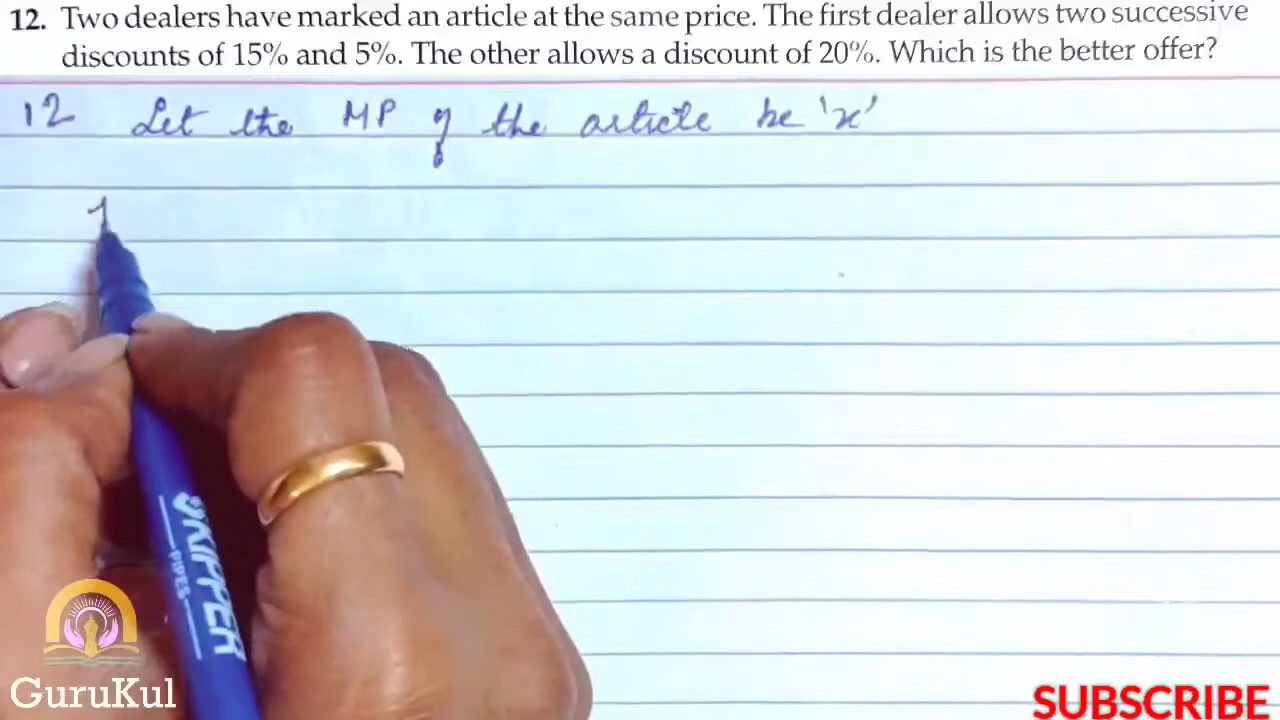 12. Two dealers have marked an article at the same price. The first dealer allows two successive
discounts of 15% and 5%. The other allows a discount of 20%. Which is the better offer?
12 Let the MP of the article be 'x'
1
SKIPPER
PIPES
GuruKul
SUBSCRIBE